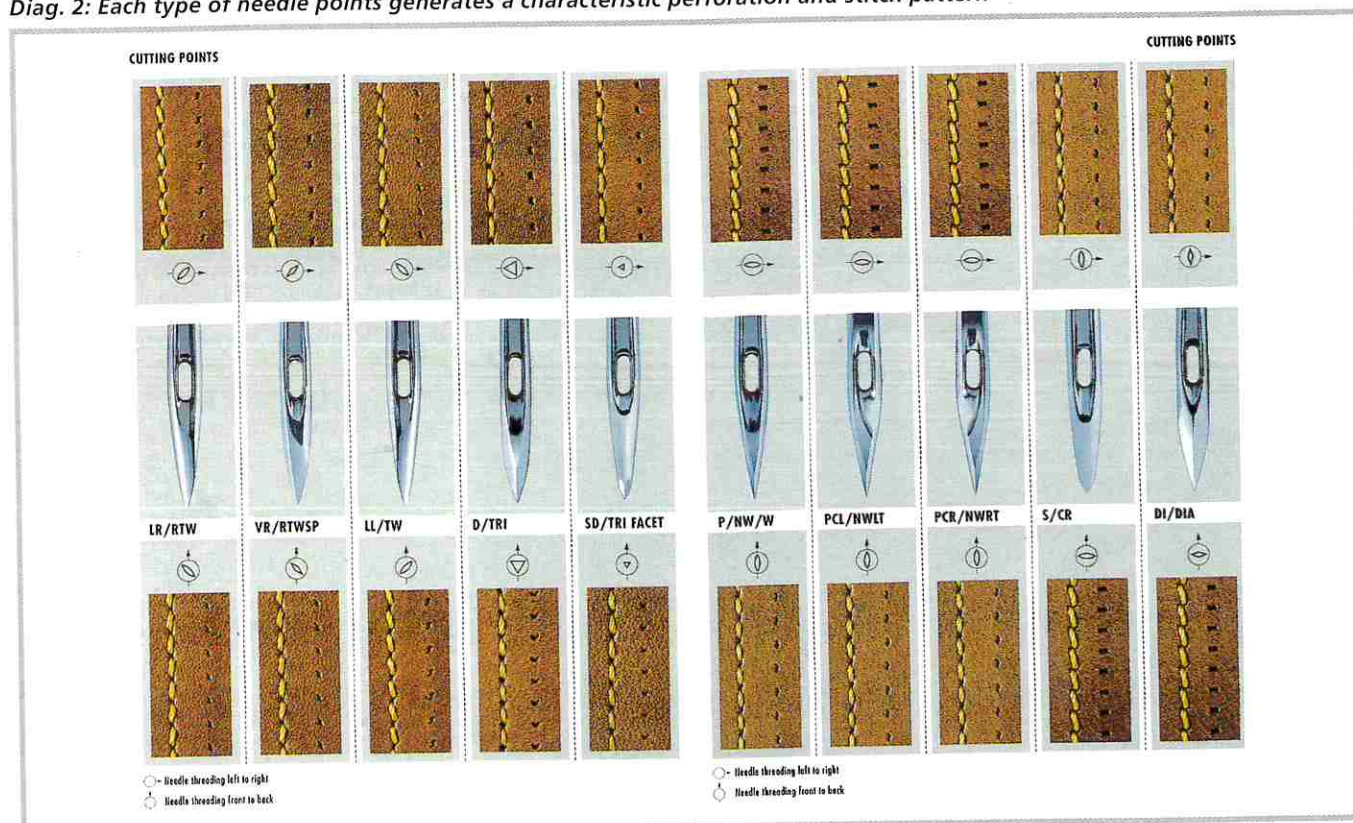 Diag. 2: Each type of needle points generates a characteristic perforation and stitch pattern
CUTTING POINTS
CUTTING POINTS
LR/RTW
VR/RTWSP
LL/TW
D/TRI
SD/TRI FACET
P/NW/W
PCL/NWLT
PCR/NWRT
S/CR
DI/DIA
Needle threading left to right
Needle threading front to back
Needle threading left to right
Needle threading front to back